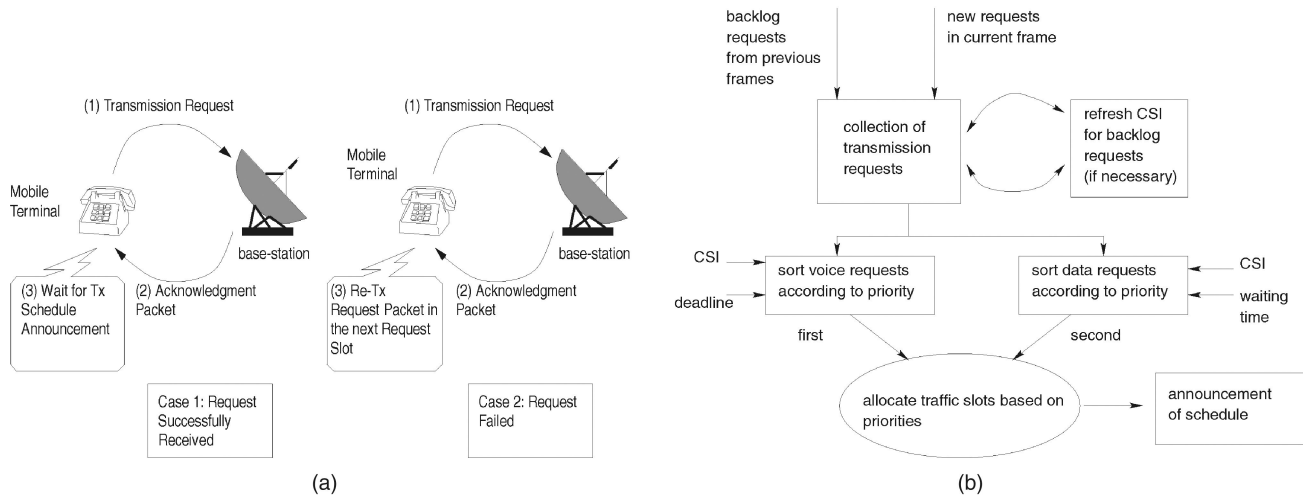 (1) Transmission Request
Mobile
Terminal
base-station
(3) Wait for Tx
Schedule
Announcement
(2) Acknowledgment
Packet
Case 1: Request
Successfully
Received
(1) Transmission Request
Mobile
Terminal
base-station
(3) Re-Tx
Request Packet in
the next Request
Slot
(2) Acknowledgment
Packet
Case 2: Request
Failed
(a)
backlog
requests
from previous
frames
new requests
in current frame
collection of
transmission
requests
refresh CSI
for backlog
requests
(if necessary)
CSI
deadline
sort voice requests
according to priority
sort data requests
according to priority
CSI
waiting
time
first
second
allocate traffic slots based on
priorities
announcement
of schedule
(b)